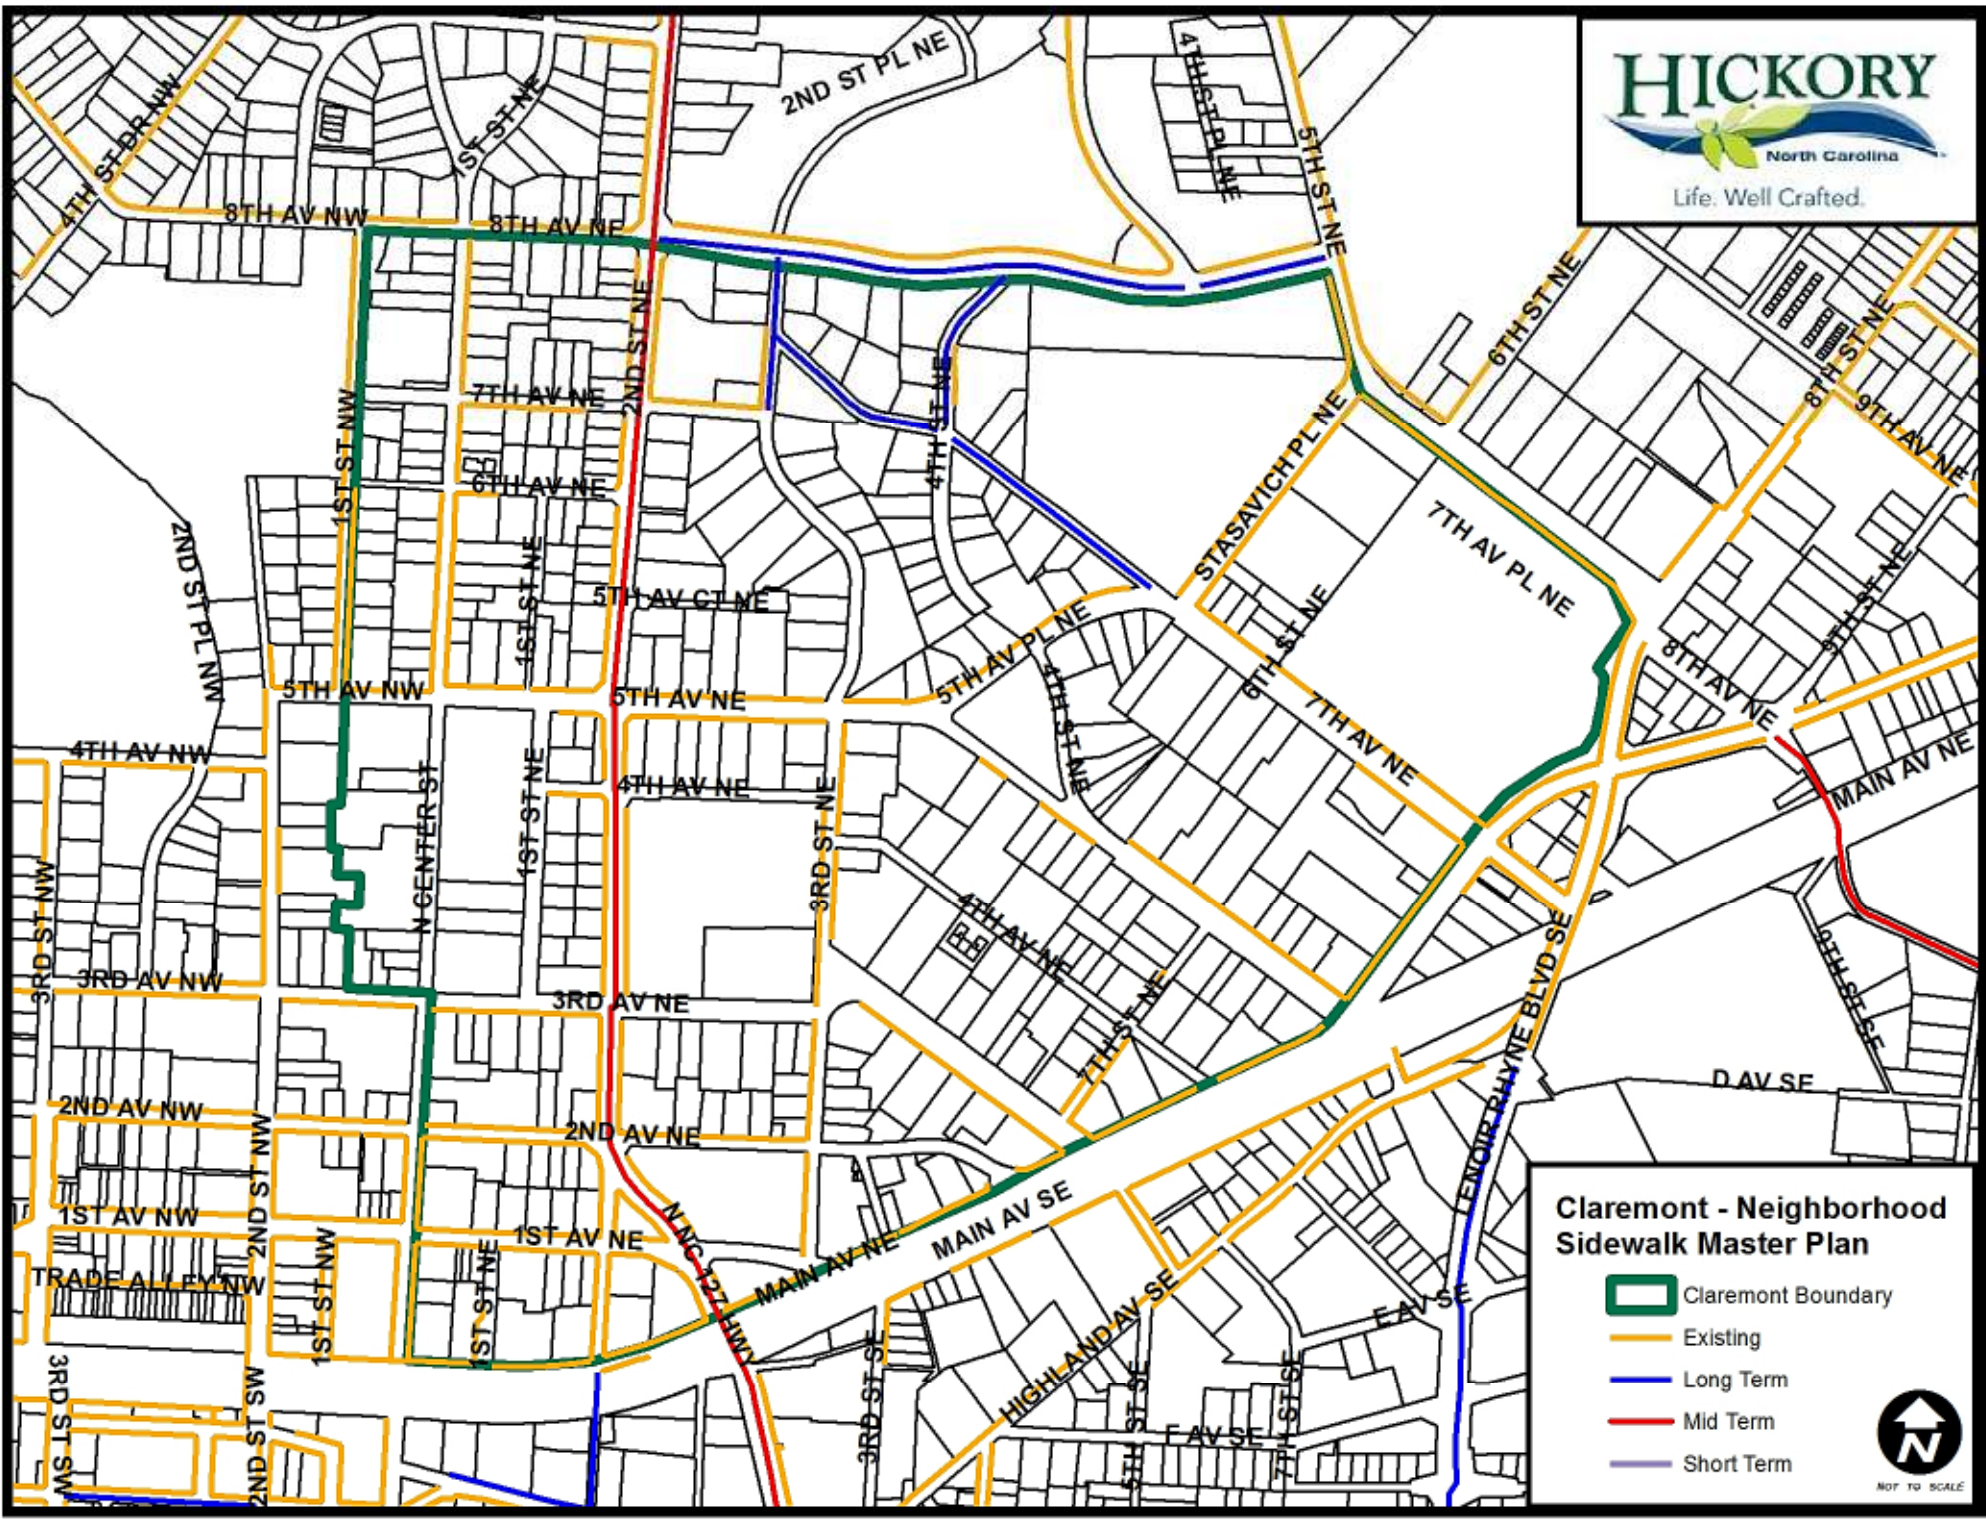 HICKORY
North Carolina
Life. Well Crafted.
2ND ST PL NE
4TH ST PL NE
5TH ST NE
4TH ST DR NW
1ST ST NE
8TH AV NW
8TH AV NE
6TH ST NE
8TH ST NE
9TH AV NE
2ND ST NE
7TH AV NE
1ST ST NW
6TH AV NE
4TH ST NE
STASAVICH PL NE
7TH AV PL NE
2ND ST PL NW
1ST ST NE
5TH AV CT NE
5TH AV PL NE
6TH ST NE
9TH ST NE
8TH AV NE
5TH AV NW
5TH AV NE
4TH ST NE
7TH AV NE
MAIN AV NE
4TH AV NW
4TH AV NE
N CENTER ST
1ST ST NE
3RD ST NE
3RD ST NW
4TH AV NE
3RD AV NW
3RD AV NE
7TH ST NE
LENOIR RHYNE BLVD SE
9TH ST SE
D AV SE
2ND AV NW
2ND AV NE
2ND ST NW
1ST AV NW
1ST AV NE
N NC 127 HWY
MAIN AV NE
MAIN AV SE
TRADE ALLEY NW
1ST ST NW
1ST ST NE
HIGHLAND AV SE
E AV SE
3RD ST SW
2ND ST SW
3RD ST SE
5TH ST SE
F AV SE
7TH ST SE
Claremont - Neighborhood
Sidewalk Master Plan
Claremont Boundary
Existing
Long Term
Mid Term
Short Term
N
NOT TO SCALE